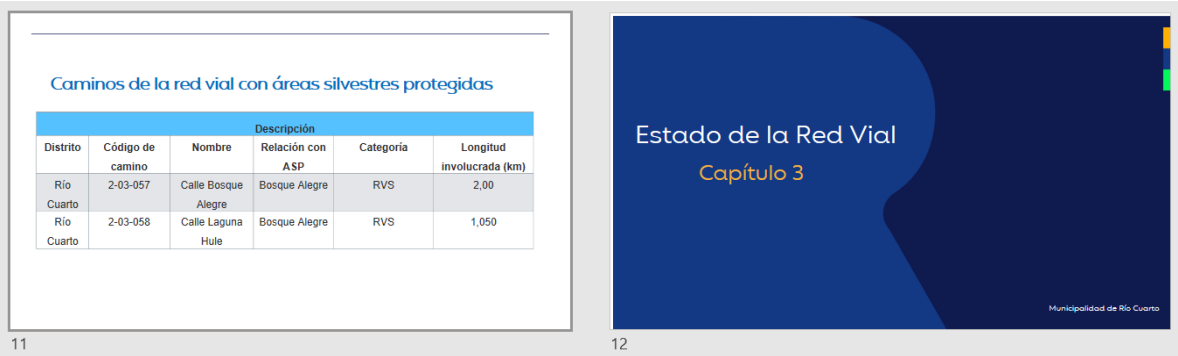 Caminos de la red vial con áreas silvestres protegidas
Descripción
Distrito Código de camino Nombre Relación con ASP Categoría Longitud involucrada (km)
Río Cuarto 2-03-057 Calle Bosque Alegre Bosque Alegre RVS 2,00
Río Cuarto 2-03-058 Calle Laguna Hule Bosque Alegre RVS 1,050
11
Estado de la Red Vial
Capítulo 3
Municipalidad de Río Cuarto
12